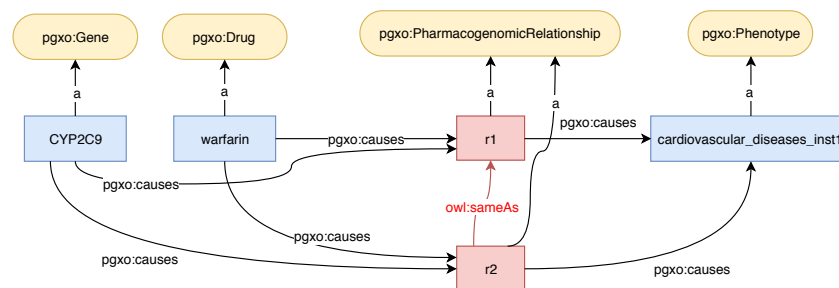 pgxo:Gene
pgxo:Drug
pgxo:PharmacogenomicRelationship
pgxo:Phenotype
a
a
a
a
a
CYP2C9
warfarin
pgxo:causes
r1
pgxo:causes
cardiovascular_diseases_inst1
pgxo:causes
owl:sameAs
pgxo:causes
pgxo:causes
r2
pgxo:causes